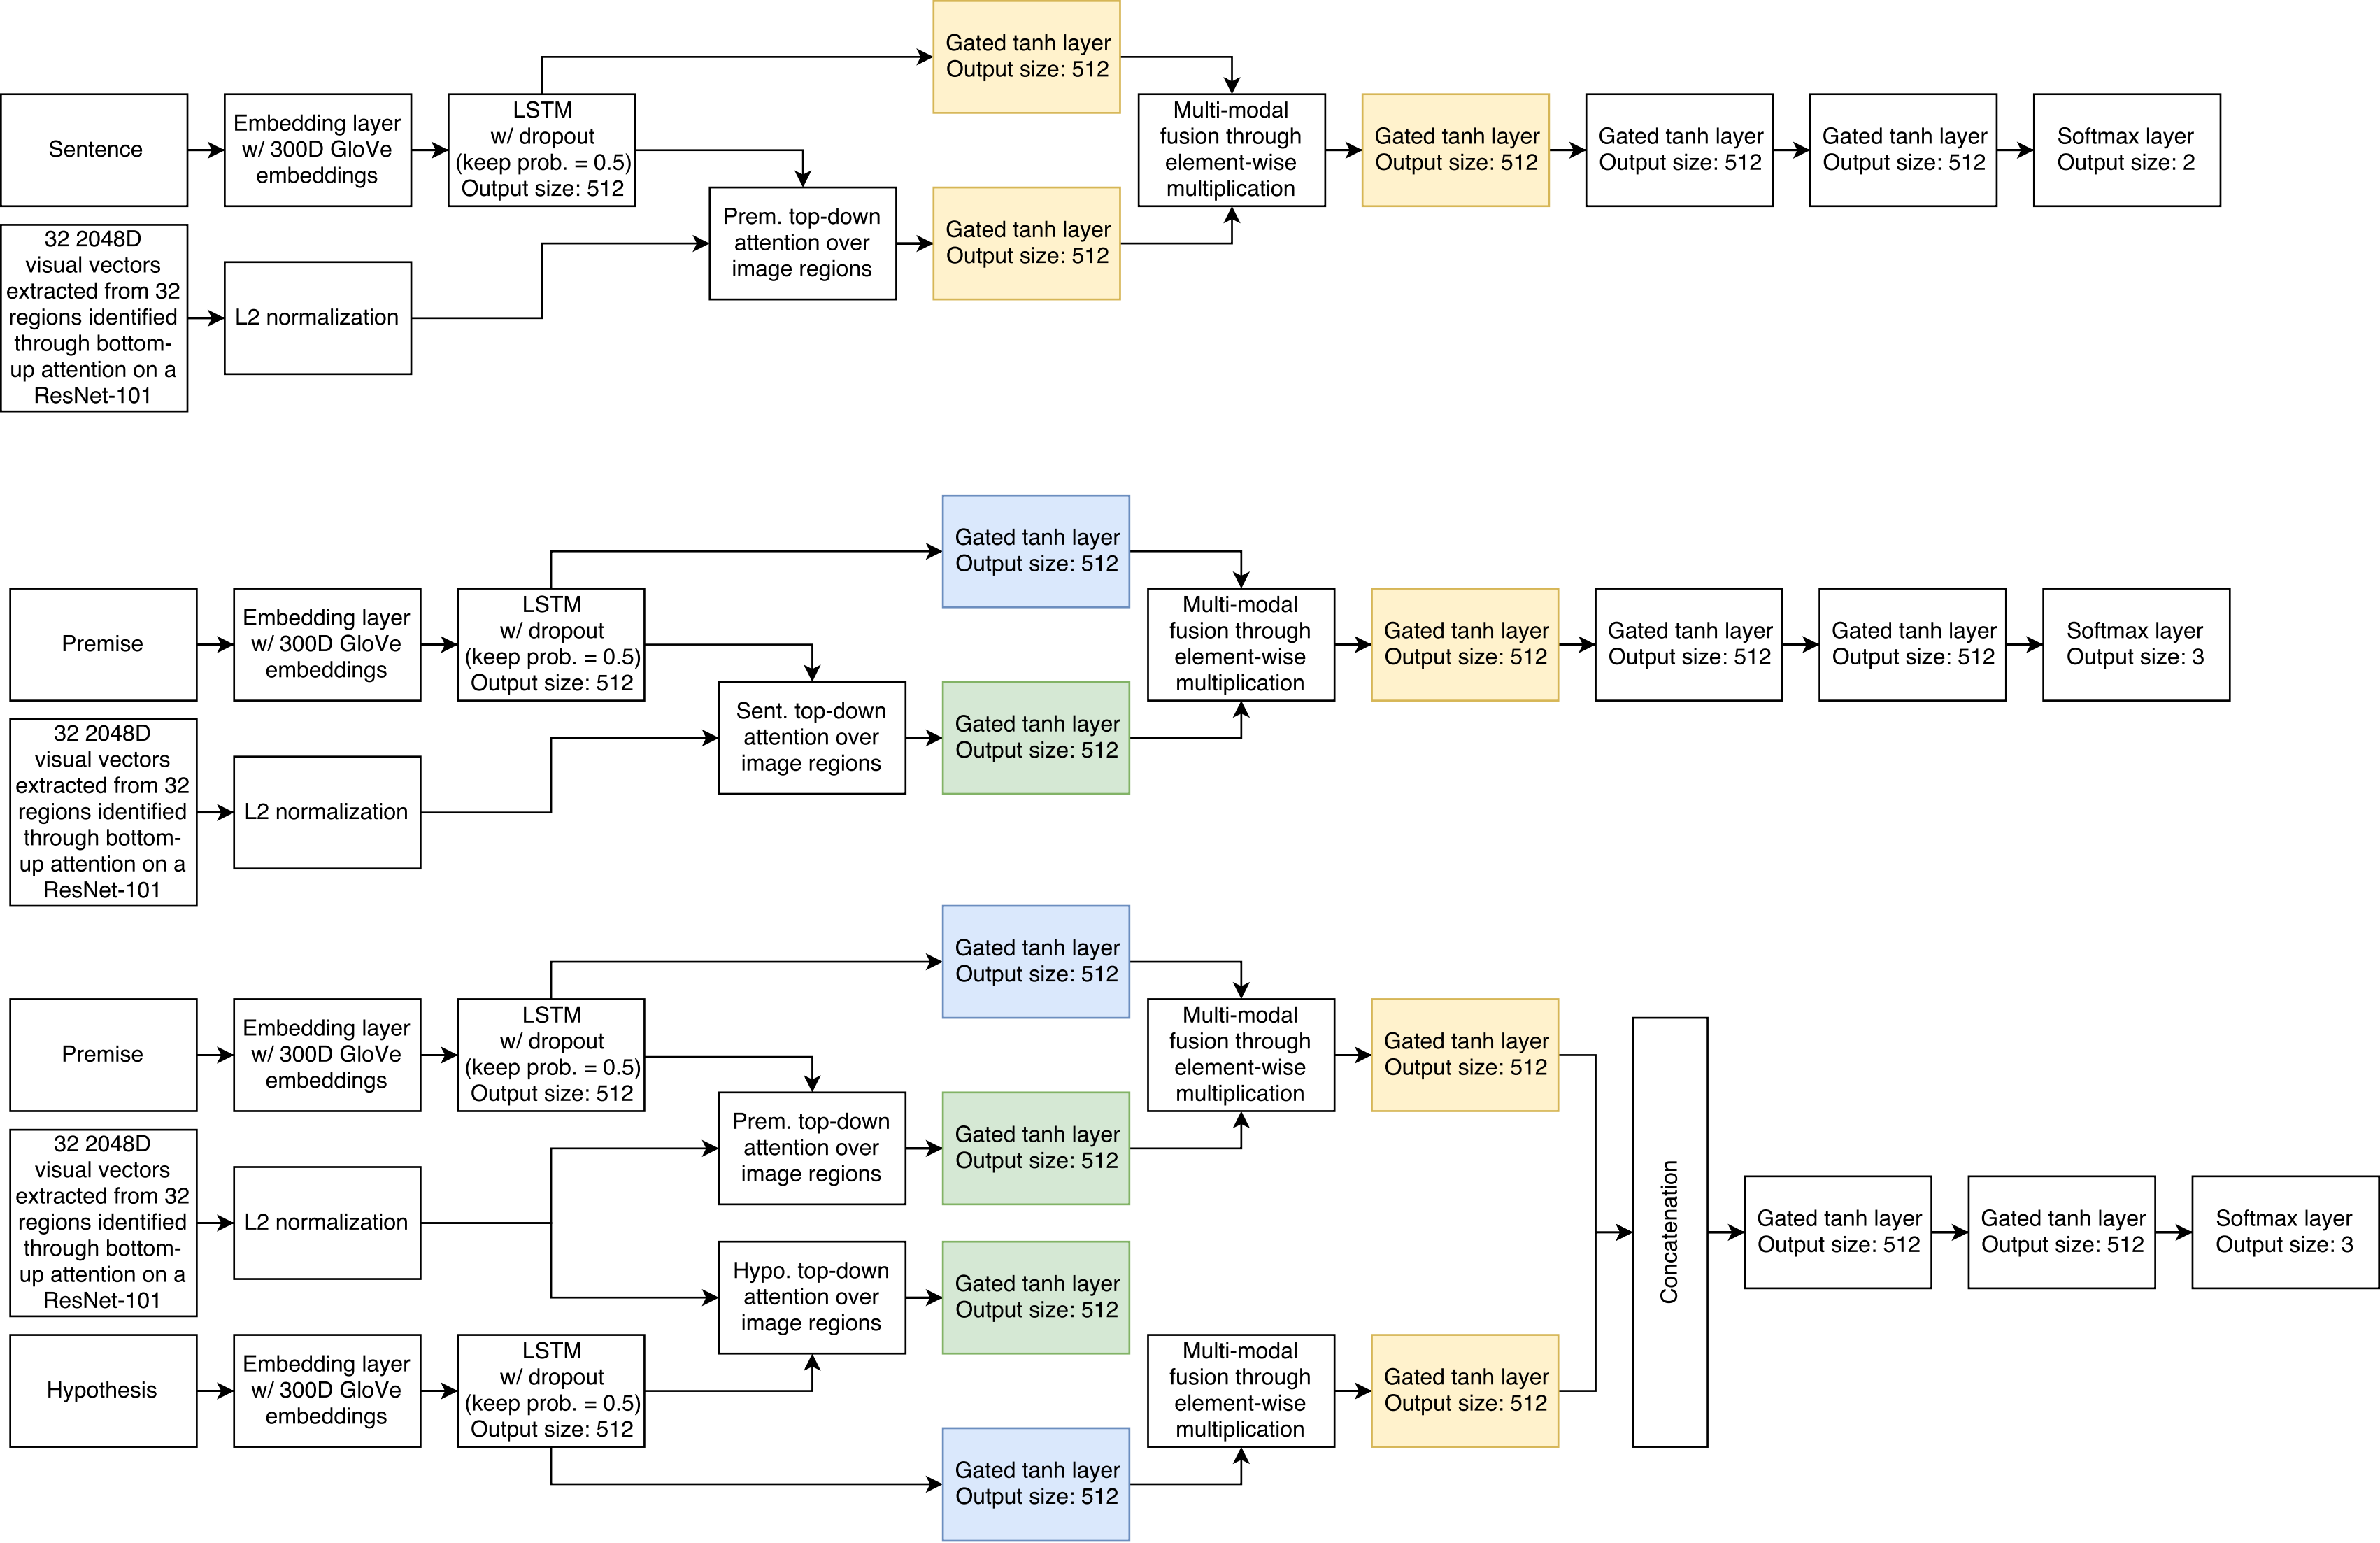 Gated tanh layer
Output size: 512
Sentence
Embedding layer
w/ 300D GloVe
embeddings
LSTM
w/ dropout
(keep prob. = 0.5)
Output size: 512
Multi-modal
fusion through
element-wise
multiplication
Gated tanh layer
Output size: 512
Gated tanh layer
Output size: 512
Gated tanh layer
Output size: 512
Softmax layer
Output size: 2
32 2048D
visual vectors
extracted from 32
regions identified
through bottom-
up attention on a
ResNet-101
L2 normalization
Prem. top-down
attention over
image regions
Gated tanh layer
Output size: 512
Gated tanh layer
Output size: 512
Premise
Embedding layer
w/ 300D GloVe
embeddings
LSTM
w/ dropout
(keep prob. = 0.5)
Output size: 512
Multi-modal
fusion through
element-wise
multiplication
Gated tanh layer
Output size: 512
Gated tanh layer
Output size: 512
Gated tanh layer
Output size: 512
Softmax layer
Output size: 3
32 2048D
visual vectors
extracted from 32
regions identified
through bottom-
up attention on a
ResNet-101
L2 normalization
Sent. top-down
attention over
image regions
Gated tanh layer
Output size: 512
Gated tanh layer
Output size: 512
Premise
Embedding layer
w/ 300D GloVe
embeddings
LSTM
w/ dropout
(keep prob. = 0.5)
Output size: 512
Multi-modal
fusion through
element-wise
multiplication
Gated tanh layer
Output size: 512
32 2048D
visual vectors
extracted from 32
regions identified
through bottom-
up attention on a
ResNet-101
L2 normalization
Prem. top-down
attention over
image regions
Gated tanh layer
Output size: 512
Hypo. top-down
attention over
image regions
Gated tanh layer
Output size: 512
Concatenation
Gated tanh layer
Output size: 512
Gated tanh layer
Output size: 512
Softmax layer
Output size: 3
Hypothesis
Embedding layer
w/ 300D GloVe
embeddings
LSTM
w/ dropout
(keep prob. = 0.5)
Output size: 512
Multi-modal
fusion through
element-wise
multiplication
Gated tanh layer
Output size: 512
Gated tanh layer
Output size: 512